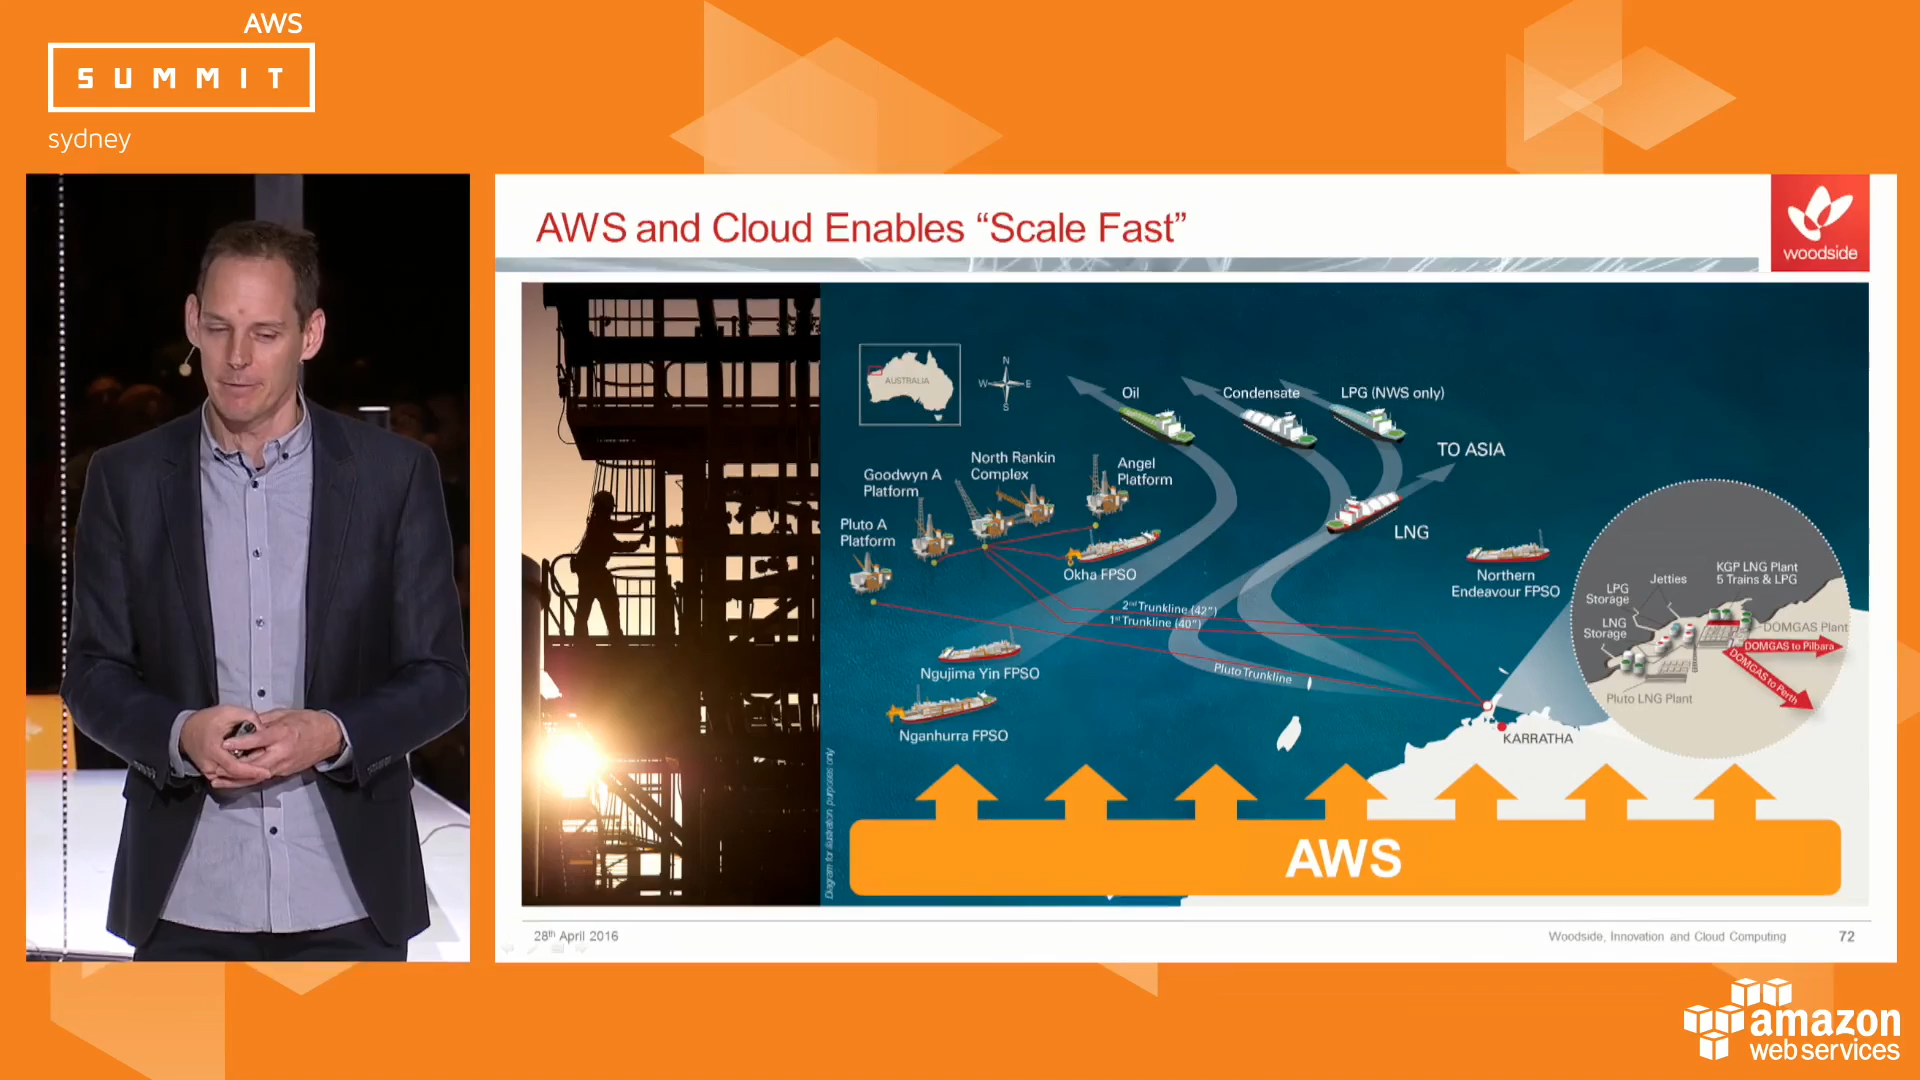 AWS
SUMMIT
sydney
AWS and Cloud Enables “Scale Fast”
woodside
AUSTRALIA
N
W
E
S
Oil
Condensate
LPG (NWS only)
TO ASIA
LNG
Goodwyn A
Platform
North Rankin
Complex
Angel
Platform
Pluto A
Platform
Okha FPSO
Northern
Endeavour FPSO
2nd Trunkline (42”)
1st Trunkline (40”)
Pluto Trunkline
Ngujima Yin FPSO
Nganhurra FPSO
KARRATHA
KGP LNG Plant
5 Trains & LPG
Jetties
LPG
Storage
LNG
Storage
DOMGAS Plant
DOMGAS to Pilbara
DOMGAS to Perth
Pluto LNG Plant
Diagram for illustration purposes only
AWS
28th April 2016
Woodside, Innovation and Cloud Computing
72
amazon
web services